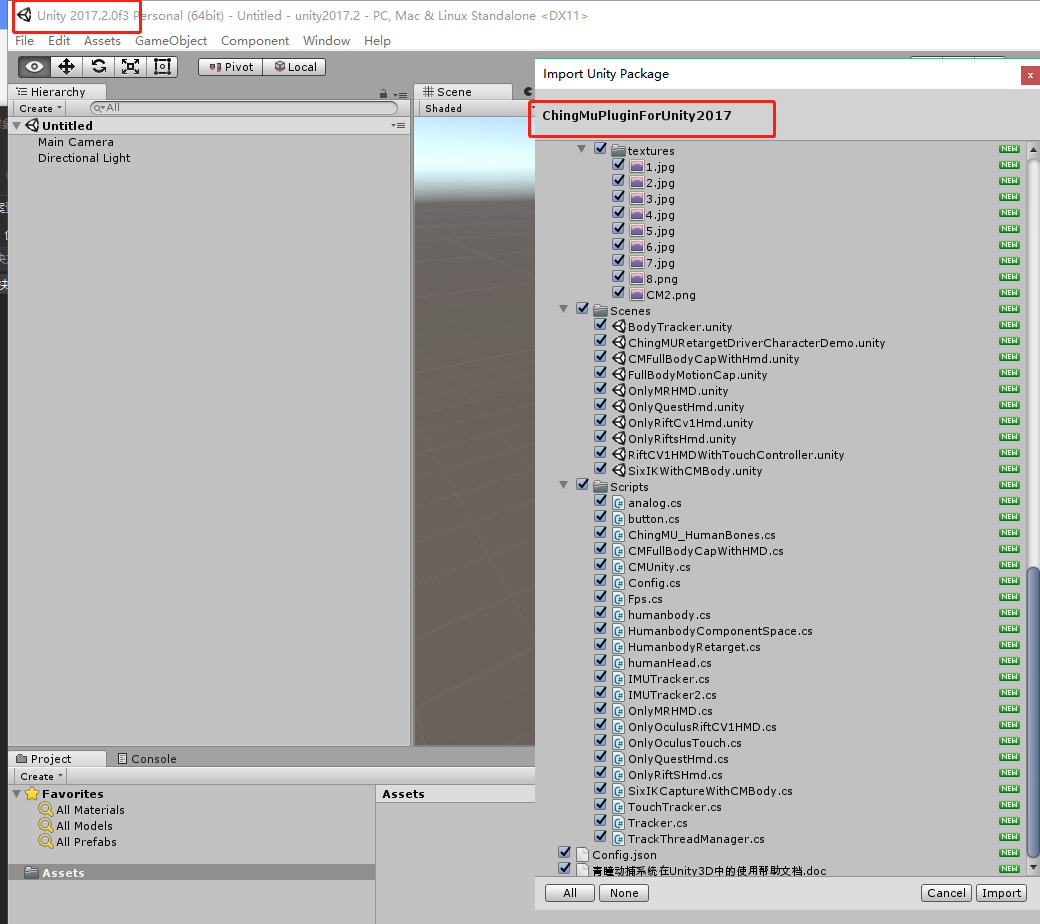 Unity 2017.2.0f3 Personal (64bit) - Untitled - unity2017.2 - PC, Mac & Linux Standalone <DX11>
File Edit Assets GameObject Component Window Help
Pivot Local
Hierarchy
Create All
Untitled
Main Camera
Directional Light
Scene
Shaded
Import Unity Package
x
ChingMuPluginForUnity2017
textures NEW
1.jpg NEW
2.jpg NEW
3.jpg NEW
4.jpg NEW
5.jpg NEW
6.jpg NEW
7.jpg NEW
8.png NEW
CM2.png NEW
Scenes NEW
BodyTracker.unity NEW
ChingMURetargetDriverCharacterDemo.unity NEW
CMFullBodyCapWithHmd.unity NEW
FullBodyMotionCap.unity NEW
OnlyMRHMD.unity NEW
OnlyQuestHmd.unity NEW
OnlyRiftCv1Hmd.unity NEW
OnlyRiftsHmd.unity NEW
RiftCV1HMDWithTouchController.unity NEW
SixIKWithCMBody.unity NEW
Scripts NEW
analog.cs NEW
button.cs NEW
ChingMU_HumanBones.cs NEW
CMFullBodyCapWithHMD.cs NEW
CMUnity.cs NEW
Config.cs NEW
Fps.cs NEW
humanbody.cs NEW
HumanbodyComponentSpace.cs NEW
HumanbodyRetarget.cs NEW
humanHead.cs NEW
IMUTracker.cs NEW
IMUTracker2.cs NEW
OnlyMRHMD.cs NEW
OnlyOculusRiftCV1HMD.cs NEW
OnlyOculusTouch.cs NEW
OnlyQuestHmd.cs NEW
OnlyRiftSHmd.cs NEW
SixIKCaptureWithCMBody.cs NEW
TouchTracker.cs NEW
Tracker.cs NEW
TrackThreadManager.cs NEW
Config.json NEW
青瞳动捕系统在Unity3D中的使用帮助文档.doc NEW
All None Cancel Import
Project Console
Create
Favorites
All Materials
All Models
All Prefabs
Assets
Assets